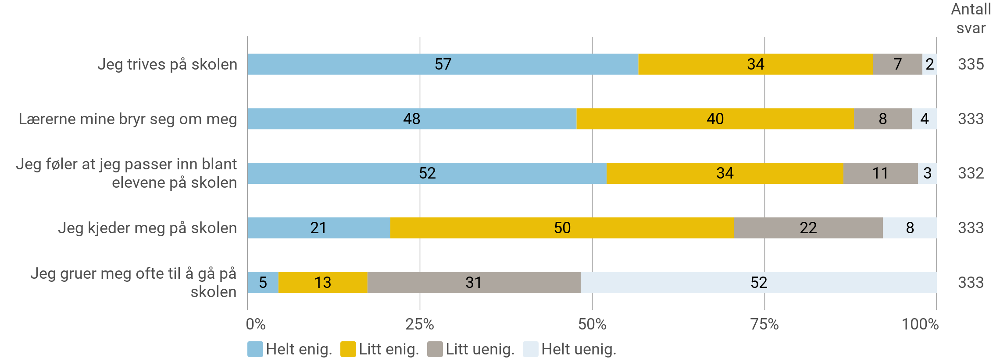 Antall
svar
Jeg trives på skolen 57 34 7 2 335
Lærerne mine bryr seg om meg 48 40 8 4 333
Jeg føler at jeg passer inn blant
elevene på skolen 52 34 11 3 332
Jeg kjeder meg på skolen 21 50 22 8 333
Jeg gruer meg ofte til å gå på
skolen 5 13 31 52 333
0% 25% 50% 75% 100%
Helt enig. Litt enig. Litt uenig. Helt uenig.